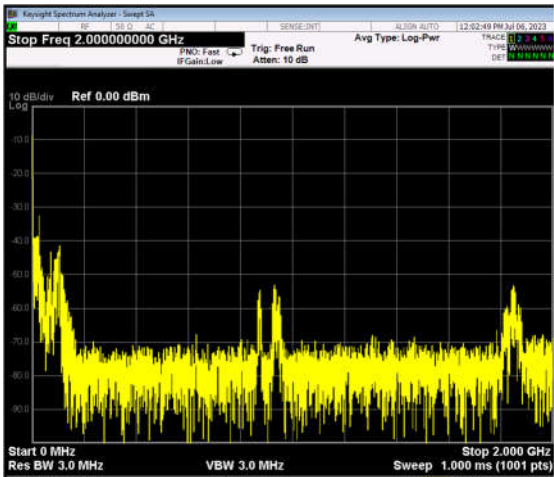 Keysight Spectrum Analyzer - Swept SA
RF 50 Ω AC SENSE:INT ALIGN AUTO 12:02:49 PM Jul 06, 2023
Stop Freq 2.000000000 GHz PNO: Fast Trig: Free Run Avg Type: Log-Pwr TRACE 1 2 3 4 5 6
IFGain:Low Atten: 10 dB TYPE WWWWWW
DET N N N N N N
10 dB/div Ref 0.00 dBm
Log
-10.0
-20.0
-30.0
-40.0
-50.0
-60.0
-70.0
-80.0
-90.0
Start 0 MHz Stop 2.000 GHz
Res BW 3.0 MHz VBW 3.0 MHz Sweep 1.000 ms (1001 pts)